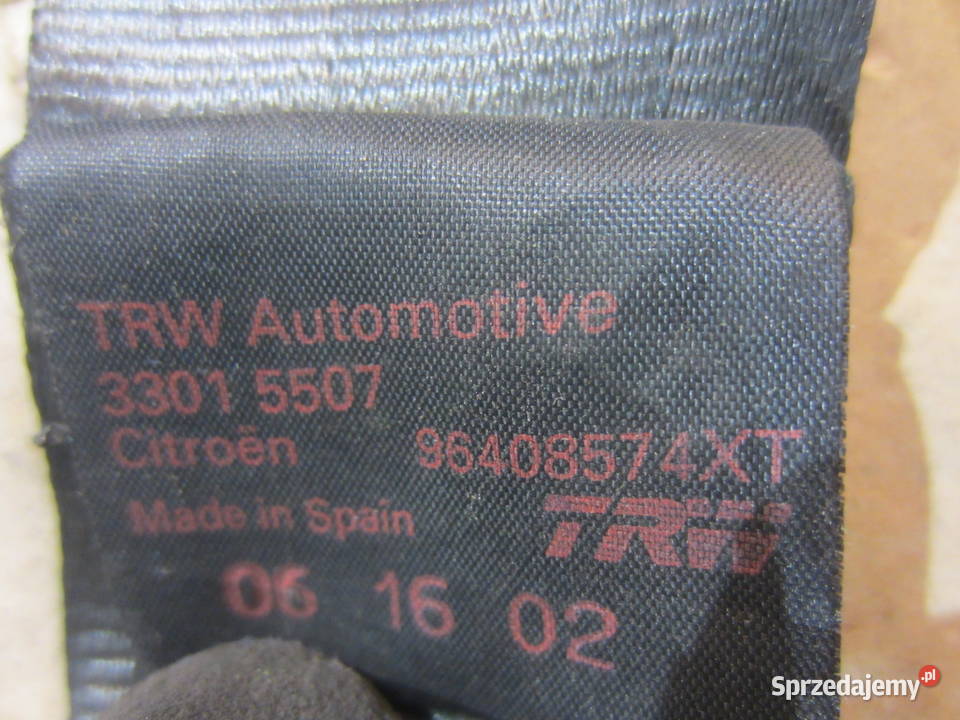 TRW Automotive
3301 5507
Citroën 96408574XT
Made in Spain TRW
06 16 02
Sprzedajemy.pl